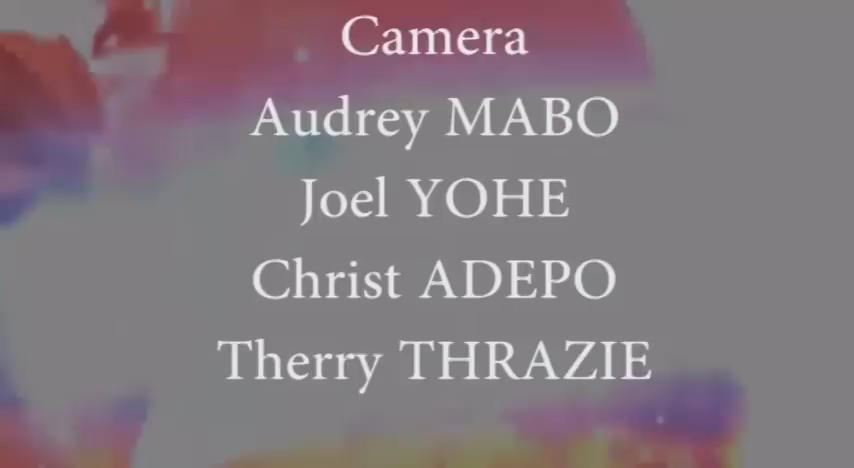 Camera
Audrey MABO
Joel YOHE
Christ ADEPO
Therry THRAZIE